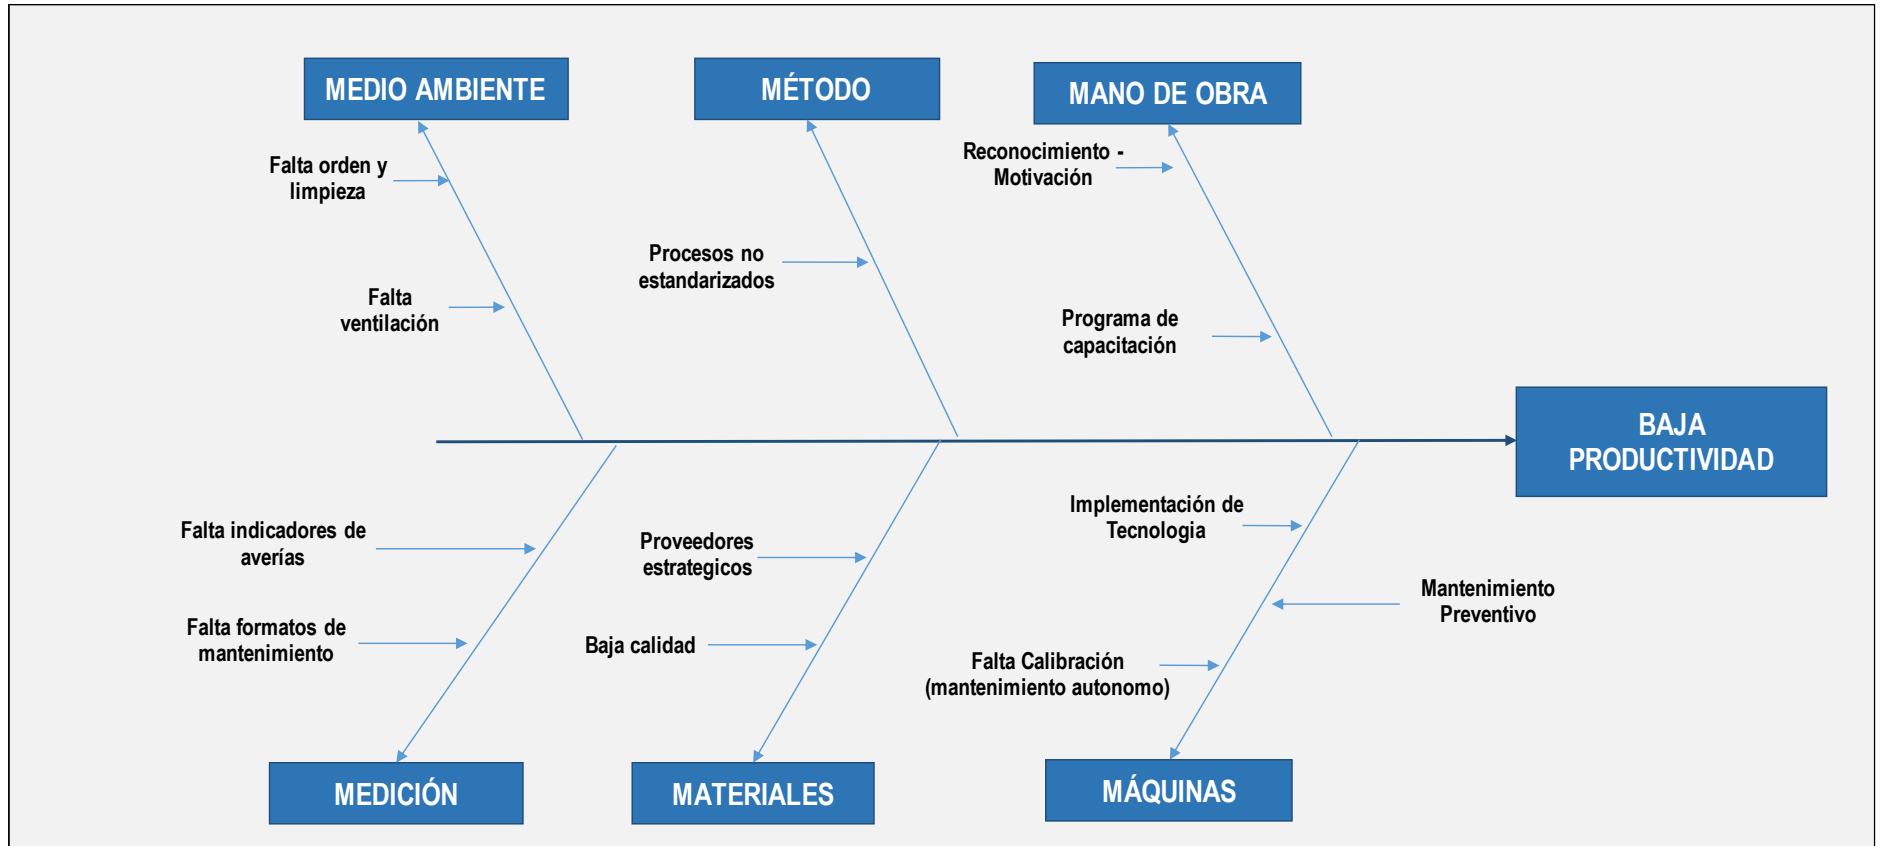 MEDIO AMBIENTE
MÉTODO
MANO DE OBRA
Falta orden y
limpieza
Reconocimiento -
Motivación
Procesos no
estandarizados
Falta
ventilación
Programa de
capacitación
BAJA
PRODUCTIVIDAD
Falta indicadores de
averías
Proveedores
estrategicos
Implementación de
Tecnologia
Mantenimiento
Preventivo
Falta formatos de
mantenimiento
Baja calidad
Falta Calibración
(mantenimiento autonomo)
MEDICIÓN
MATERIALES
MÁQUINAS